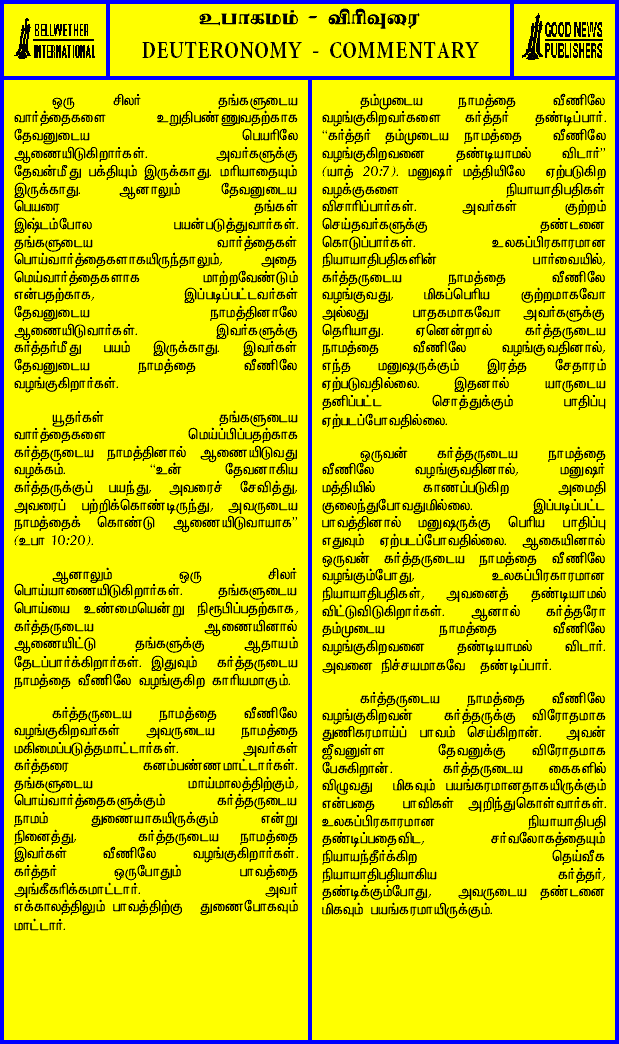 BELLWETHER
INTERNATIONAL
உபாகமம் - விரிவுரை
DEUTERONOMY - COMMENTARY
GOOD NEWS
PUBLISHERS
ஒரு சிலர் தங்களுடைய
வார்த்தைகளை உறுதிபண்ணுவதற்காக
தேவனுடைய பெயரிலே
ஆணையிடுகிறார்கள். அவர்களுக்கு
தேவன்மீது பக்தியும் இருக்காது. மரியாதையும்
இருக்காது. ஆனாலும் தேவனுடைய
பெயரை தங்கள்
இஷ்டம்போல பயன்படுத்துவார்கள்.
தங்களுடைய வார்த்தைகள்
பொய்வார்த்தைகளாகயிருந்தாலும், அதை
மெய்வார்த்தைகளாக மாற்றவேண்டும்
என்பதற்காக, இப்படிப்பட்டவர்கள்
தேவனுடைய நாமத்தினாலே
ஆணையிடுவார்கள். இவர்களுக்கு
கர்த்தர்மீது பயம் இருக்காது. இவர்கள்
தேவனுடைய நாமத்தை வீணிலே
வழங்குகிறார்கள்.
யூதர்கள் தங்களுடைய
வார்த்தைகளை மெய்ப்பிப்பதற்காக
கர்த்தருடைய நாமத்தினால் ஆணையிடுவது
வழக்கம். “உன் தேவனாகிய
கர்த்தருக்குப் பயந்து, அவரைச் சேவித்து,
அவரைப் பற்றிக்கொண்டிருந்து, அவருடைய
நாமத்தைக் கொண்டு ஆணையிடுவாயாக”
(உபா 10:20).
ஆனாலும் ஒரு சிலர்
பொய்யாணையிடுகிறார்கள். தங்களுடைய
பொய்யை உண்மையென்று நிரூபிப்பதற்காக,
கர்த்தருடைய ஆணையினால்
ஆணையிட்டு தங்களுக்கு ஆதாயம்
தேடப்பார்க்கிறார்கள். இதுவும் கர்த்தருடைய
நாமத்தை வீணிலே வழங்குகிற காரியமாகும்.
கர்த்தருடைய நாமத்தை வீணிலே
வழங்குகிறவர்கள் அவருடைய நாமத்தை
மகிமைப்படுத்தமாட்டார்கள். அவர்கள்
கர்த்தரை கனம்பண்ணமாட்டார்கள்.
தங்களுடைய மாய்மாலத்திற்கும்,
பொய்வார்த்தைகளுக்கும் கர்த்தருடைய
நாமம் துணையாகயிருக்கும் என்று
நினைத்து, கர்த்தருடைய நாமத்தை
இவர்கள் வீணிலே வழங்குகிறார்கள்.
கர்த்தர் ஒருபோதும் பாவத்தை
அங்கீகரிக்கமாட்டார். அவர்
எக்காலத்திலும் பாவத்திற்கு துணைபோகவும்
மாட்டார்.
தம்முடைய நாமத்தை வீணிலே
வழங்குகிறவர்களை கர்த்தர் தண்டிப்பார்.
“கர்த்தர் தம்முடைய நாமத்தை வீணிலே
வழங்குகிறவனை தண்டியாமல் விடார்”
(யாத் 20:7). மனுஷர் மத்தியிலே ஏற்படுகிற
வழக்குகளை நியாயாதிபதிகள்
விசாரிப்பார்கள். அவர்கள் குற்றம்
செய்தவர்களுக்கு தண்டனை
கொடுப்பார்கள். உலகப்பிரகாரமான
நியாயாதிபதிகளின் பார்வையில்,
கர்த்தருடைய நாமத்தை வீணிலே
வழங்குவது, மிகப்பெரிய குற்றமாகவோ
அல்லது பாதகமாகவோ அவர்களுக்கு
தெரியாது. ஏனென்றால் கர்த்தருடைய
நாமத்தை வீணிலே வழங்குவதினால்,
எந்த மனுஷருக்கும் இரத்த சேதாரம்
ஏற்படுவதில்லை. இதனால் யாருடைய
தனிப்பட்ட சொத்துக்கும் பாதிப்பு
ஏற்படப்போவதில்லை.
ஒருவன் கர்த்தருடைய நாமத்தை
வீணிலே வழங்குவதினால், மனுஷர்
மத்தியில் காணப்படுகிற அமைதி
குலைந்துபோவதுமில்லை. இப்படிப்பட்ட
பாவத்தினால் மனுஷருக்கு பெரிய பாதிப்பு
எதுவும் ஏற்படப்போவதில்லை. ஆகையினால்
ஒருவன் கர்த்தருடைய நாமத்தை வீணிலே
வழங்கும்போது, உலகப்பிரகாரமான
நியாயாதிபதிகள், அவனைத் தண்டியாமல்
விட்டுவிடுகிறார்கள். ஆனால் கர்த்தரோ
தம்முடைய நாமத்தை வீணிலே
வழங்குகிறவனை தண்டியாமல் விடார்.
அவனை நிச்சயமாகவே தண்டிப்பார்.
கர்த்தருடைய நாமத்தை வீணிலே
வழங்குகிறவன் கர்த்தருக்கு விரோதமாக
துணிகரமாய்ப் பாவம் செய்கிறான். அவன்
ஜீவனுள்ள தேவனுக்கு விரோதமாக
பேசுகிறான். கர்த்தருடைய கைகளில்
விழுவது மிகவும் பயங்கரமானதாகயிருக்கும்
என்பதை பாவிகள் அறிந்துகொள்வார்கள்.
உலகப்பிரகாரமான நியாயாதிபதி
தண்டிப்பதைவிட, சர்வலோகத்தையும்
நியாயந்தீர்க்கிற தெய்வீக
நியாயாதிபதியாகிய கர்த்தர்,
தண்டிக்கும்போது, அவருடைய தண்டனை
மிகவும் பயங்கரமாயிருக்கும்.